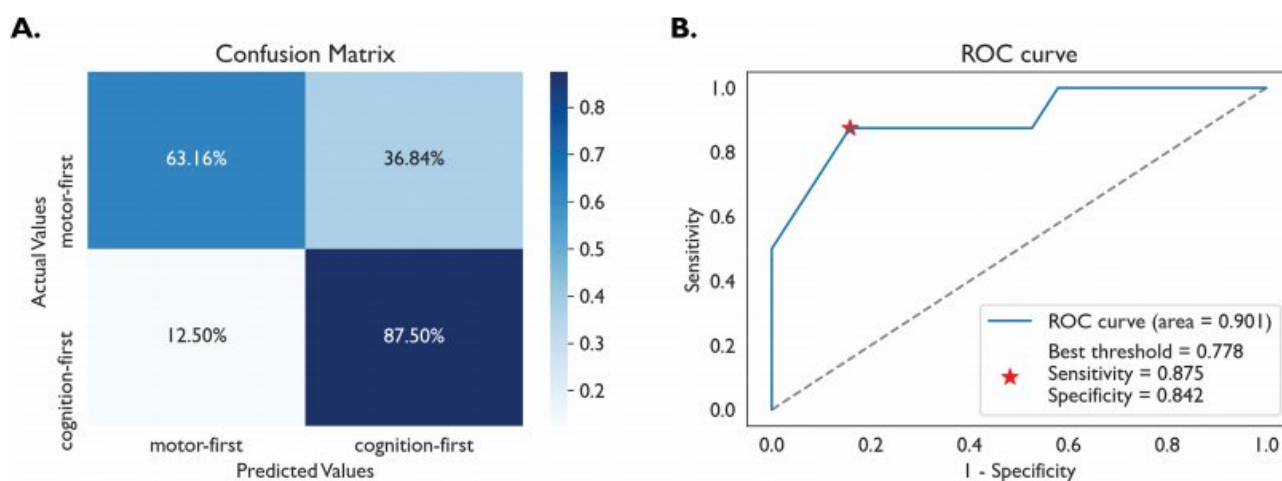 A.
Confusion Matrix
Actual Values
motor-first
cognition-first
63.16%
36.84%
12.50%
87.50%
motor-first
cognition-first
Predicted Values
0.8
0.7
0.6
0.5
0.4
0.3
0.2
B.
ROC curve
Sensitivity
1.0
0.8
0.6
0.4
0.2
0.0
ROC curve (area = 0.901)
Best threshold = 0.778
Sensitivity = 0.875
Specificity = 0.842
0.0
0.2
0.4
0.6
0.8
1.0
1 - Specificity